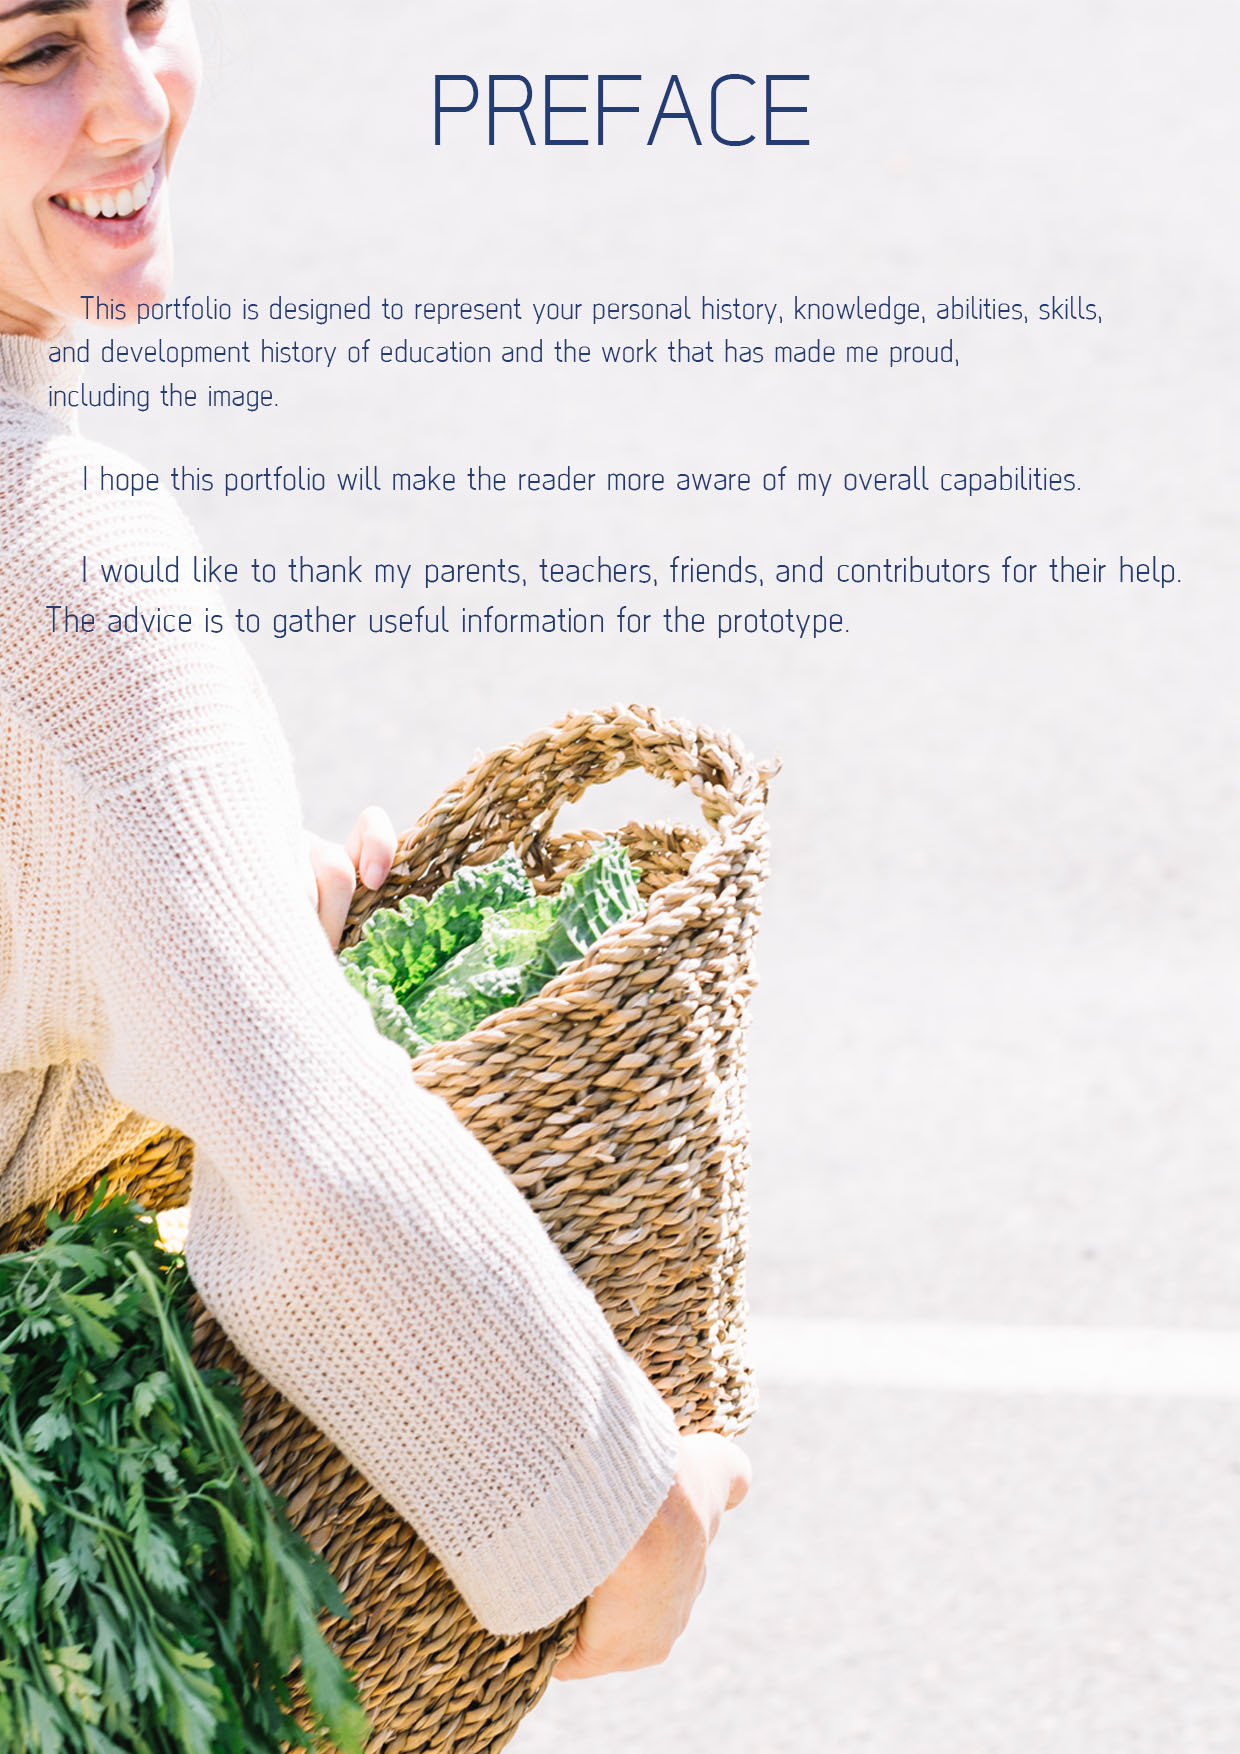 PREFACE
This portfolio is designed to represent your personal history, knowledge, abilities, skills,
and development history of education and the work that has made me proud,
including the image.
I hope this portfolio will make the reader more aware of my overall capabilities.
I would like to thank my parents, teachers, friends, and contributors for their help.
The advice is to gather useful information for the prototype.